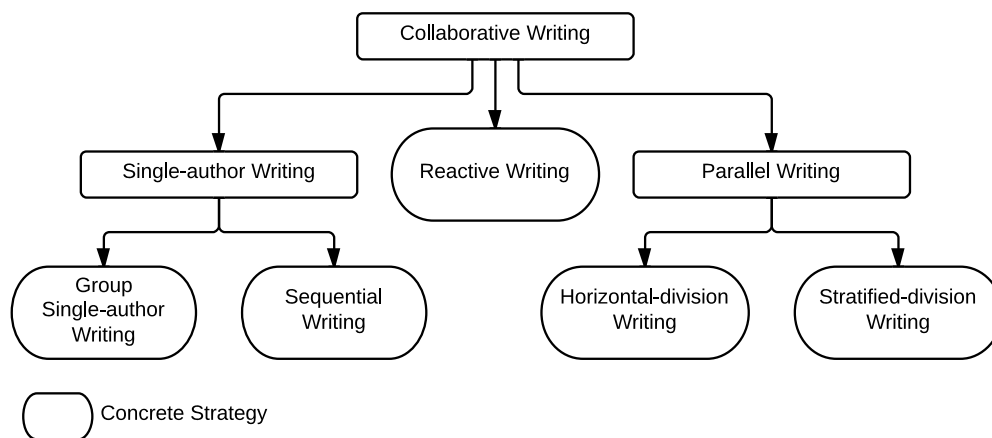 Collaborative Writing
Single-author Writing
Reactive Writing
Parallel Writing
Group
Single-author
Writing
Sequential
Writing
Horizontal-division
Writing
Stratified-division
Writing
Concrete Strategy